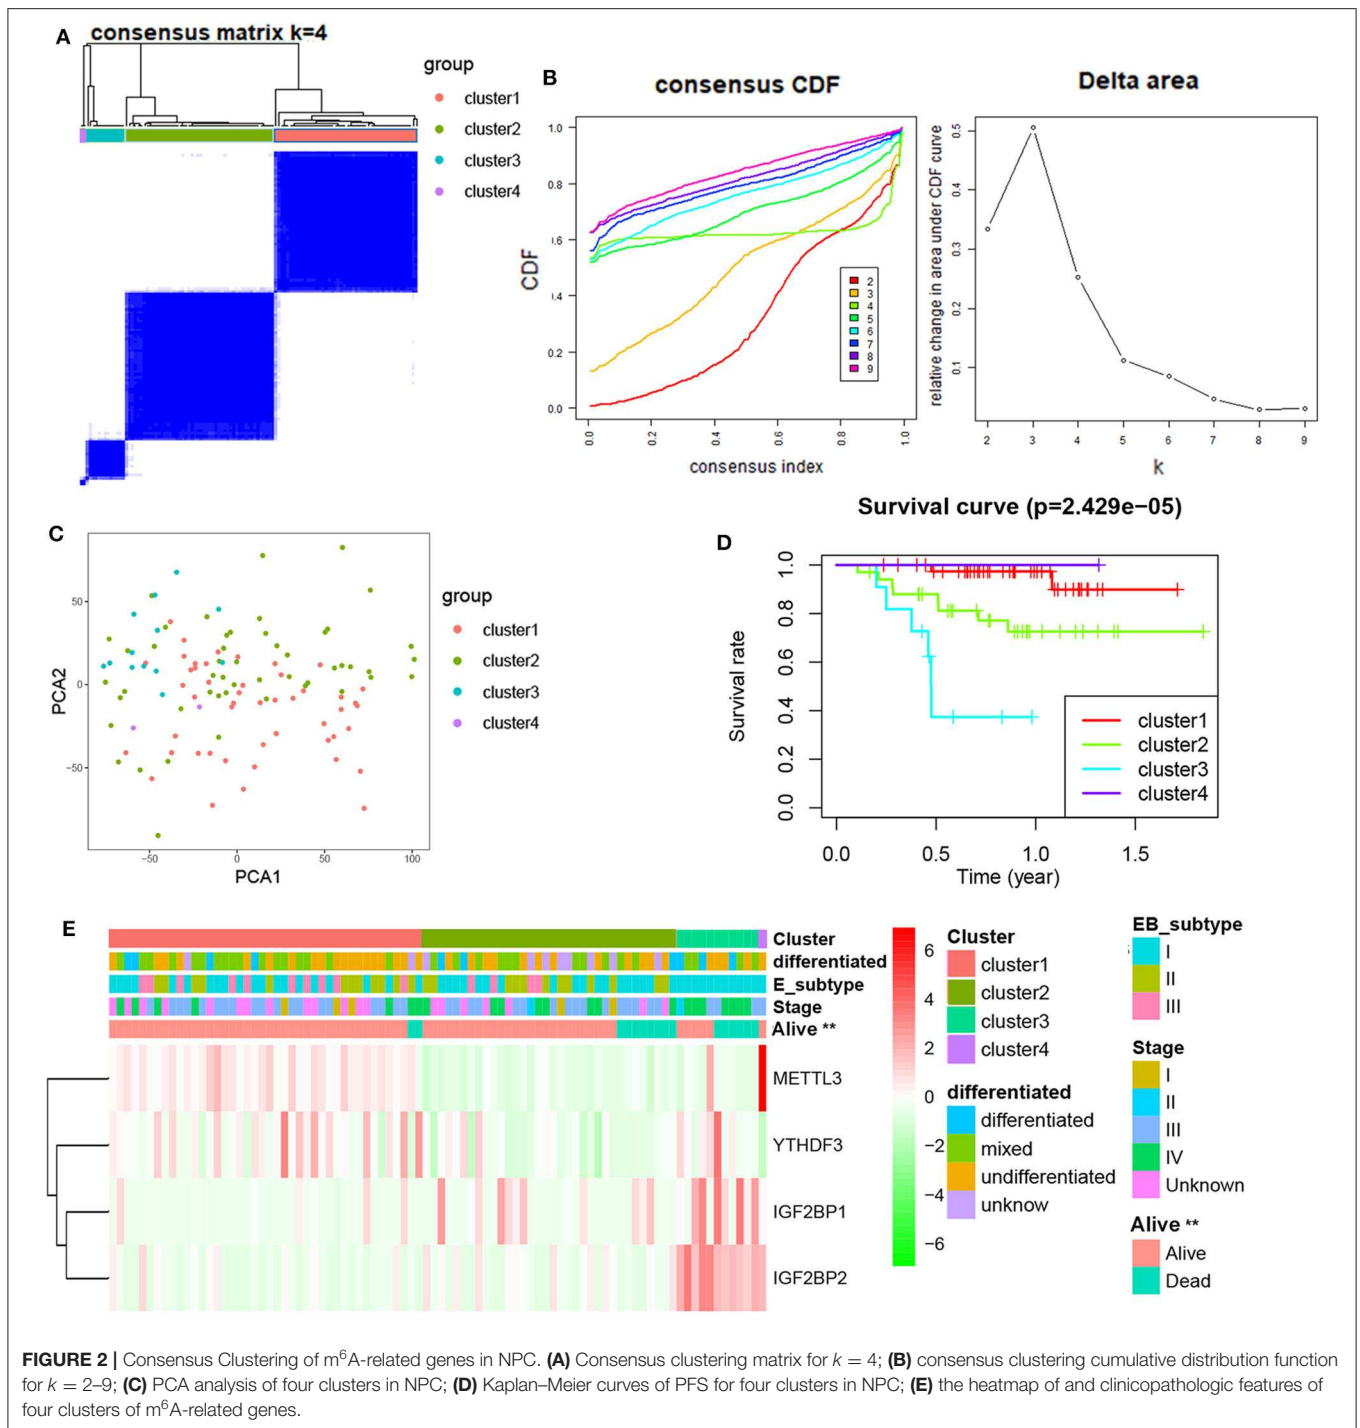 A
consensus matrix k=4
group
cluster1
cluster2
cluster3
cluster4
B
consensus CDF
CDF
1.0
0.8
0.2
0.0
0.0
0.2
0.4
0.6
0.8
1.0
consensus index
2
3
4
5
6
7
8
9
Delta area
relative change in area under CDF curve
0.5
0.4
0.3
0.2
0.1
2
3
4
5
6
7
8
9
k
C
PCA2
50
0
−50
−50
0
50
100
PCA1
group
cluster1
cluster2
cluster3
cluster4
D
Survival curve (p=2.429e−05)
Survival rate
1.0
0.8
0.6
0.4
0.2
0.0
0.0
0.5
1.0
1.5
Time (year)
cluster1
cluster2
cluster3
cluster4
E
Cluster
differentiated
E_subtype
Stage
Alive **
METTL3
YTHDF3
IGF2BP1
IGF2BP2
6
4
2
0
−2
−4
−6
Cluster
cluster1
cluster2
cluster3
cluster4
differentiated
differentiated
mixed
undifferentiated
unknow
EB_subtype
I
II
III
Stage
I
II
III
IV
Unknown
Alive **
Alive
Dead
FIGURE 2 | Consensus Clustering of m⁶A-related genes in NPC. (A) Consensus clustering matrix for k = 4; (B) consensus clustering cumulative distribution function
for k = 2–9; (C) PCA analysis of four clusters in NPC; (D) Kaplan–Meier curves of PFS for four clusters in NPC; (E) the heatmap of and clinicopathologic features of
four clusters of m⁶A-related genes.